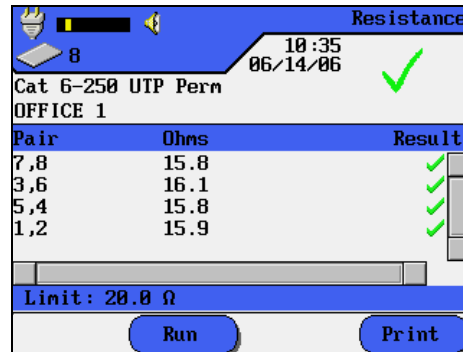 Resistance
8
10:35
06/14/06
Cat 6-250 UTP Perm
OFFICE 1
Pair Ohms Result
7,8 15.8
3,6 16.1
5,4 15.8
1,2 15.9
Limit: 20.0 Ω
Run Print